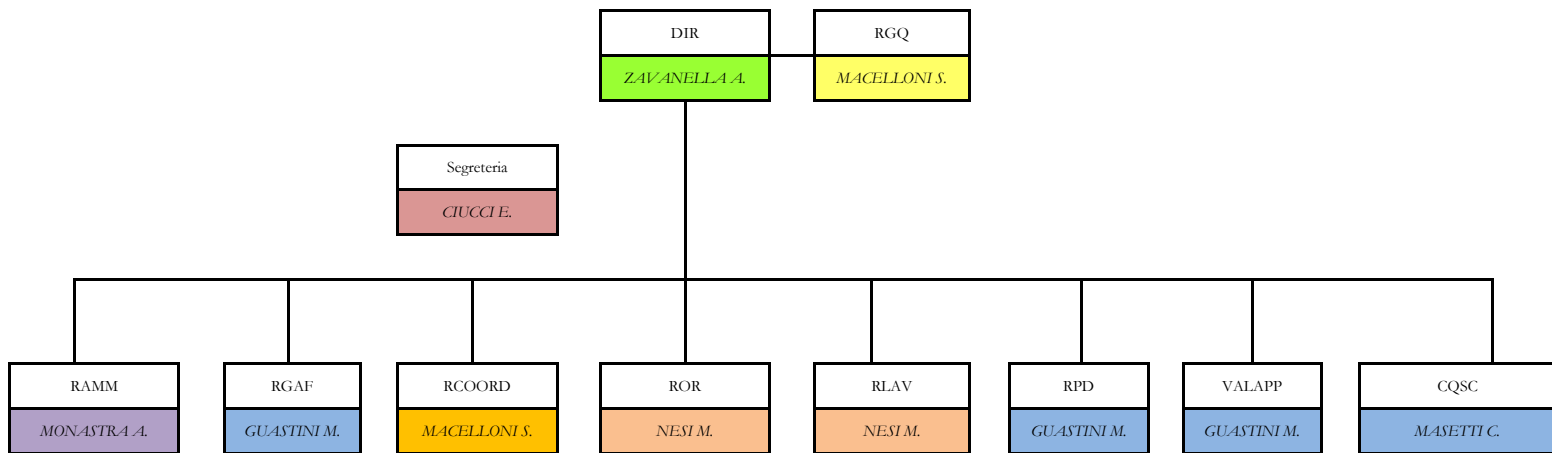 DIR
ZAVANELLA A.
RGQ
MACELLONI S.
Segreteria
CIUCCI E.
RAMM
MONASTRA A.
RGAF
GUASTINI M.
RCOORD
MACELLONI S.
ROR
NESI M.
RLAV
NESI M.
RPD
GUASTINI M.
VALAPP
GUASTINI M.
CQSC
MASETTI C.